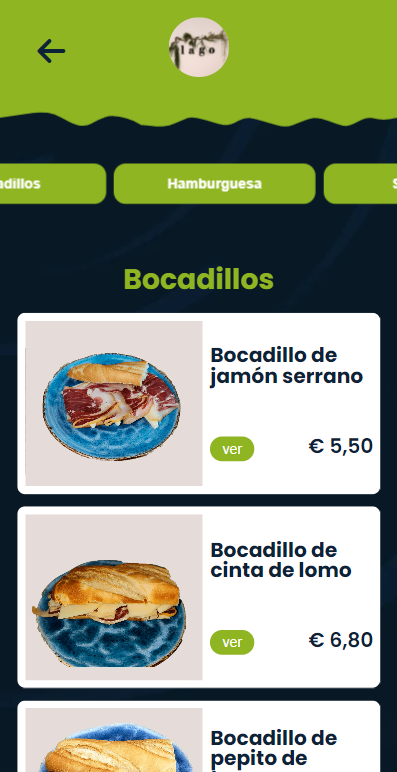 lago
adillos
Hamburguesa
S
Bocadillos
Bocadillo de
jamón serrano
ver
€ 5,50
Bocadillo de
cinta de lomo
ver
€ 6,80
Bocadillo de
pepito de